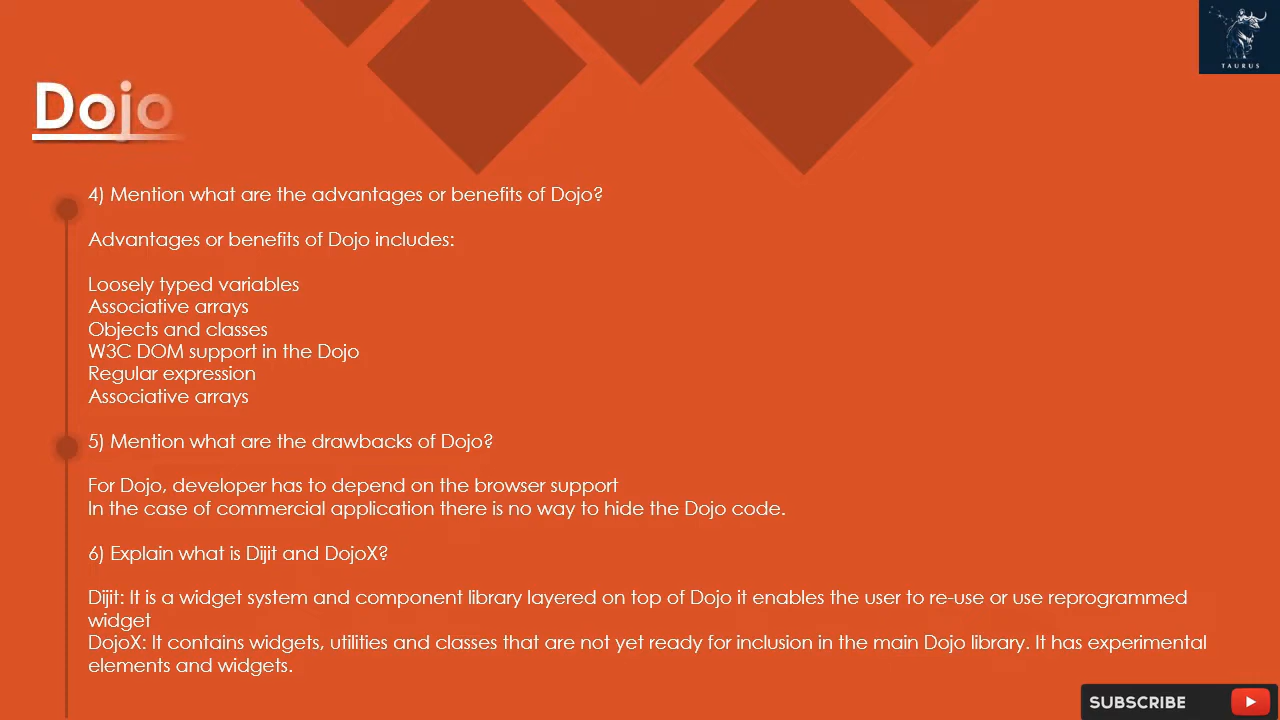 TAURUS
Dojo
4) Mention what are the advantages or benefits of Dojo?
Advantages or benefits of Dojo includes:
Loosely typed variables
Associative arrays
Objects and classes
W3C DOM support in the Dojo
Regular expression
Associative arrays
5) Mention what are the drawbacks of Dojo?
For Dojo, developer has to depend on the browser support
In the case of commercial application there is no way to hide the Dojo code.
6) Explain what is Dijit and DojoX?
Dijit: It is a widget system and component library layered on top of Dojo it enables the user to re-use or use reprogrammed
widget
DojoX: It contains widgets, utilities and classes that are not yet ready for inclusion in the main Dojo library. It has experimental
elements and widgets.
SUBSCRIBE